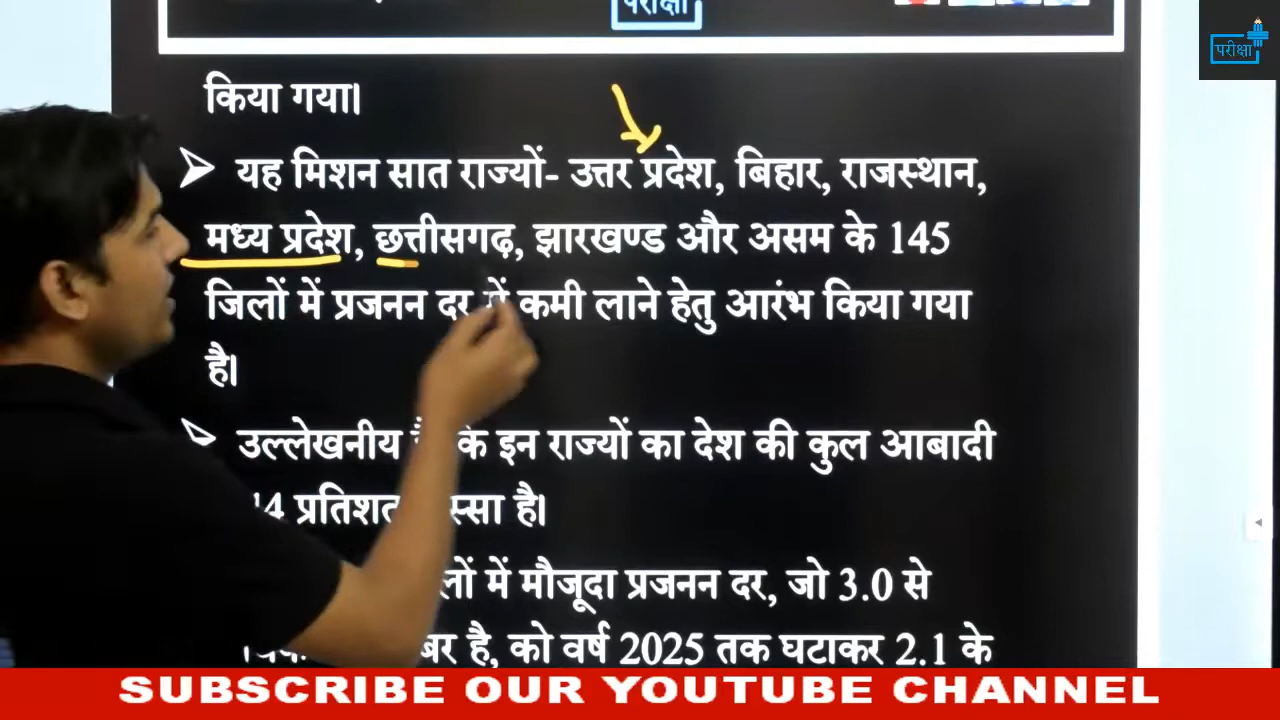 परीक्षा
परीक्षा
किया गया।
यह मिशन सात राज्यों- उत्तर प्रदेश, बिहार, राजस्थान,
मध्य प्रदेश, छत्तीसगढ़, झारखण्ड और असम के 145
जिलों में प्रजनन दर में कमी लाने हेतु आरंभ किया गया
है।
उल्लेखनीय इन राज्यों का देश की कुल आबादी
प्रतिशत है।
में मौजूदा प्रजनन दर, जो 3.0 से
है, को वर्ष 2025 तक घटाकर 2.1 के
SUBSCRIBE OUR YOUTUBE CHANNEL